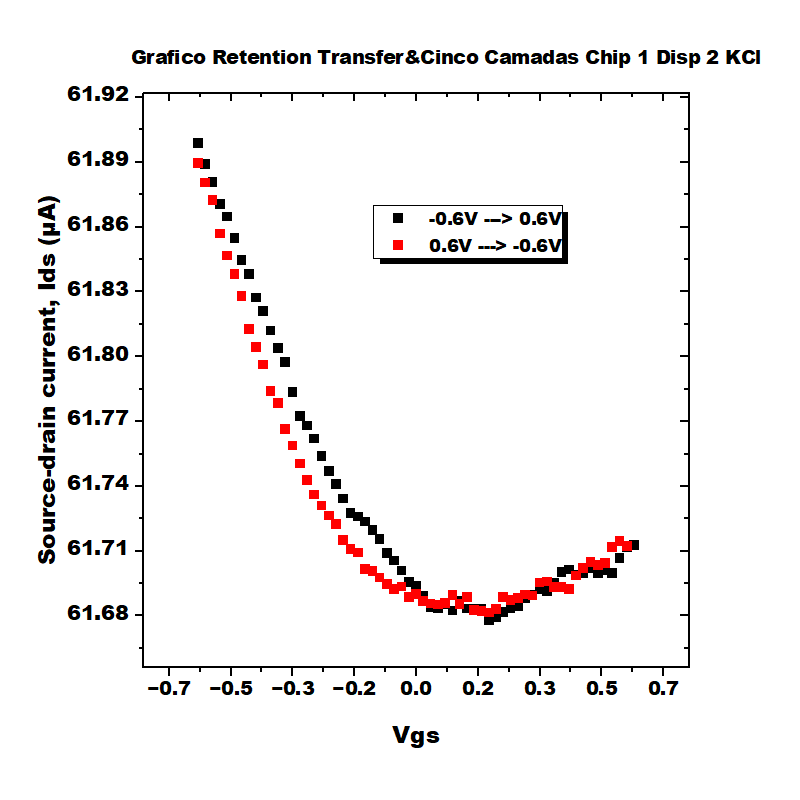 Grafico Retention Transfer&Cinco Camadas Chip 1 Disp 2 KCl
61.92
61.89
61.86
61.83
61.80
61.77
61.74
61.71
61.68
Source-drain current, Ids (µA)
-0.6V ---> 0.6V
0.6V ---> -0.6V
−0.7 −0.5 −0.3 −0.2 0.0 0.2 0.3 0.5 0.7
Vgs